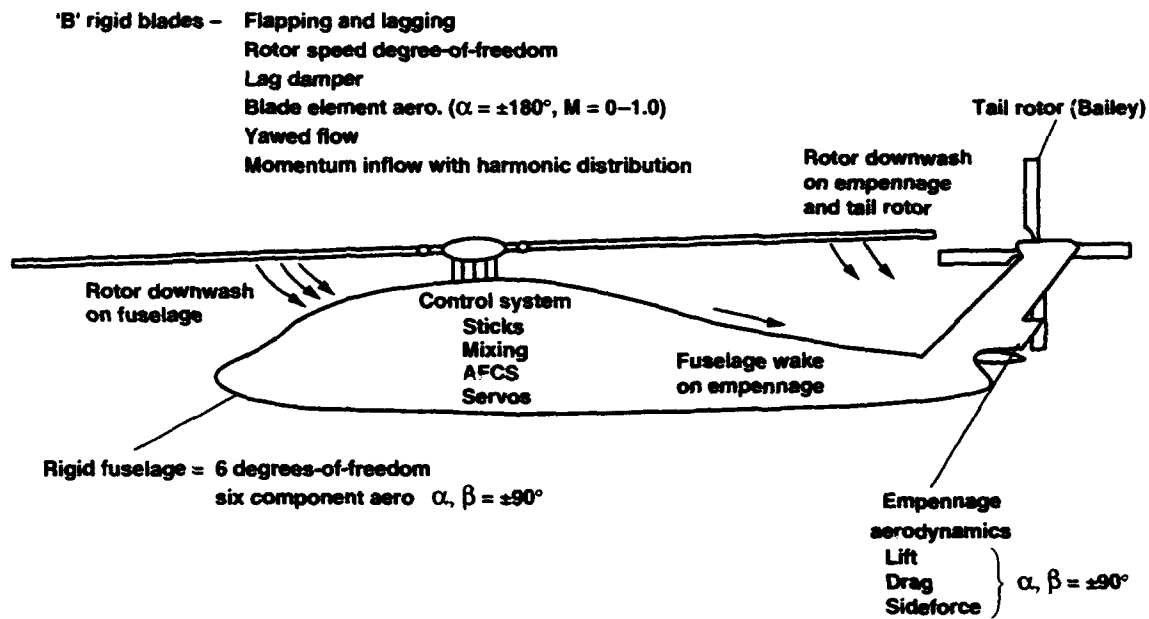 'B' rigid blades – Flapping and lagging
Rotor speed degree-of-freedom
Lag damper
Blade element aero. (α = ±180°, M = 0–1.0)
Yawed flow
Momentum inflow with harmonic distribution
Tail rotor (Bailey)
Rotor downwash
on empennage
and tail rotor
Rotor downwash
on fuselage
Control system
Sticks
Mixing
AFCS
Servos
Fuselage wake
on empennage
Rigid fuselage = 6 degrees-of-freedom
six component aero α, β = ±90°
Empennage
aerodynamics
Lift
Drag
Sideforce
α, β = ±90°